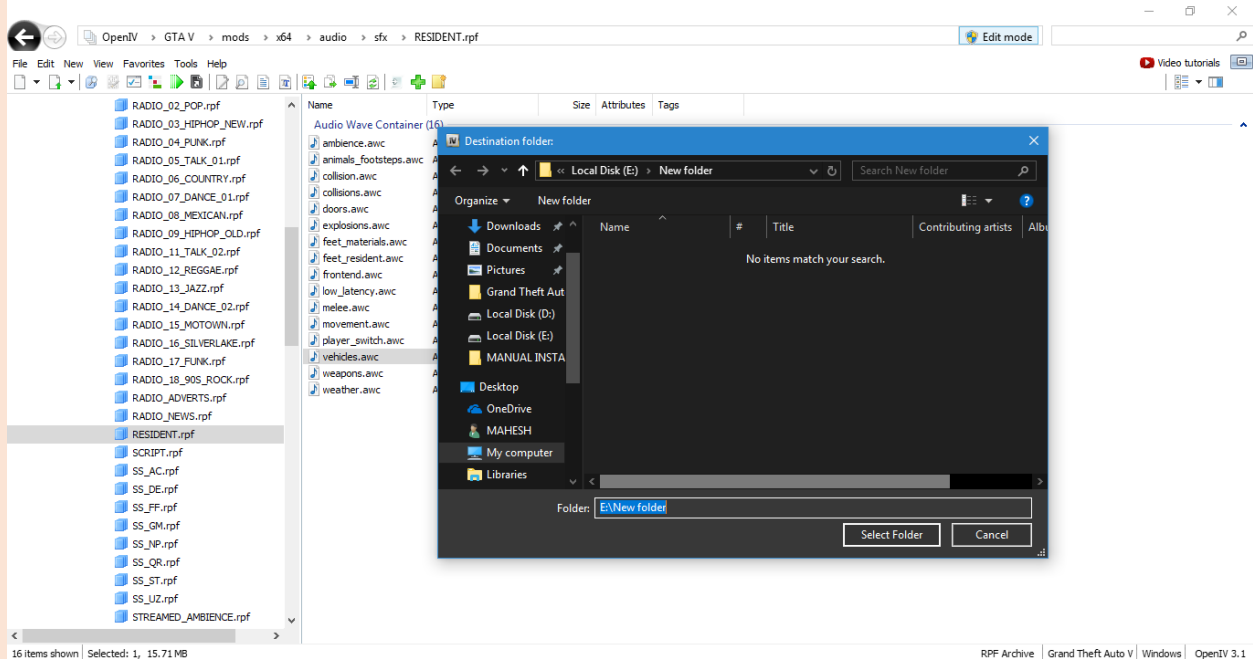 OpenIV › GTA V › mods › x64 › audio › sfx › RESIDENT.rpf
Edit mode
File Edit New View Favorites Tools Help
Video tutorials
Name Type Size Attributes Tags
RADIO_02_POP.rpf
RADIO_03_HIPHOP_NEW.rpf
RADIO_04_PUNK.rpf
RADIO_05_TALK_01.rpf
RADIO_06_COUNTRY.rpf
RADIO_07_DANCE_01.rpf
RADIO_08_MEXICAN.rpf
RADIO_09_HIPHOP_OLD.rpf
RADIO_11_TALK_02.rpf
RADIO_12_REGGAE.rpf
RADIO_13_JAZZ.rpf
RADIO_14_DANCE_02.rpf
RADIO_15_MOTOWN.rpf
RADIO_16_SILVERLAKE.rpf
RADIO_17_FUNK.rpf
RADIO_18_90S_ROCK.rpf
RADIO_ADVERTS.rpf
RADIO_NEWS.rpf
RESIDENT.rpf
SCRIPT.rpf
SS_AC.rpf
SS_DE.rpf
SS_FF.rpf
SS_GM.rpf
SS_NP.rpf
SS_QR.rpf
SS_ST.rpf
SS_UZ.rpf
STREAMED_AMBIENCE.rpf
Audio Wave Container (16)
ambience.awc
animals_footsteps.awc
collision.awc
collisions.awc
doors.awc
explosions.awc
feet_materials.awc
feet_resident.awc
frontend.awc
low_latency.awc
melee.awc
movement.awc
player_switch.awc
vehicles.awc
weapons.awc
weather.awc
Destination folder:
« Local Disk (E:) › New folder
Search New folder
Organize New folder
Downloads
Documents
Pictures
Grand Theft Aut
Local Disk (D:)
Local Disk (E:)
MANUAL INSTA
Desktop
OneDrive
MAHESH
My computer
Libraries
Name # Title Contributing artists Albu
No items match your search.
Folder: E:\New folder
Select Folder Cancel
16 items shown Selected: 1, 15.71 MB
RPF Archive Grand Theft Auto V Windows OpenIV 3.1